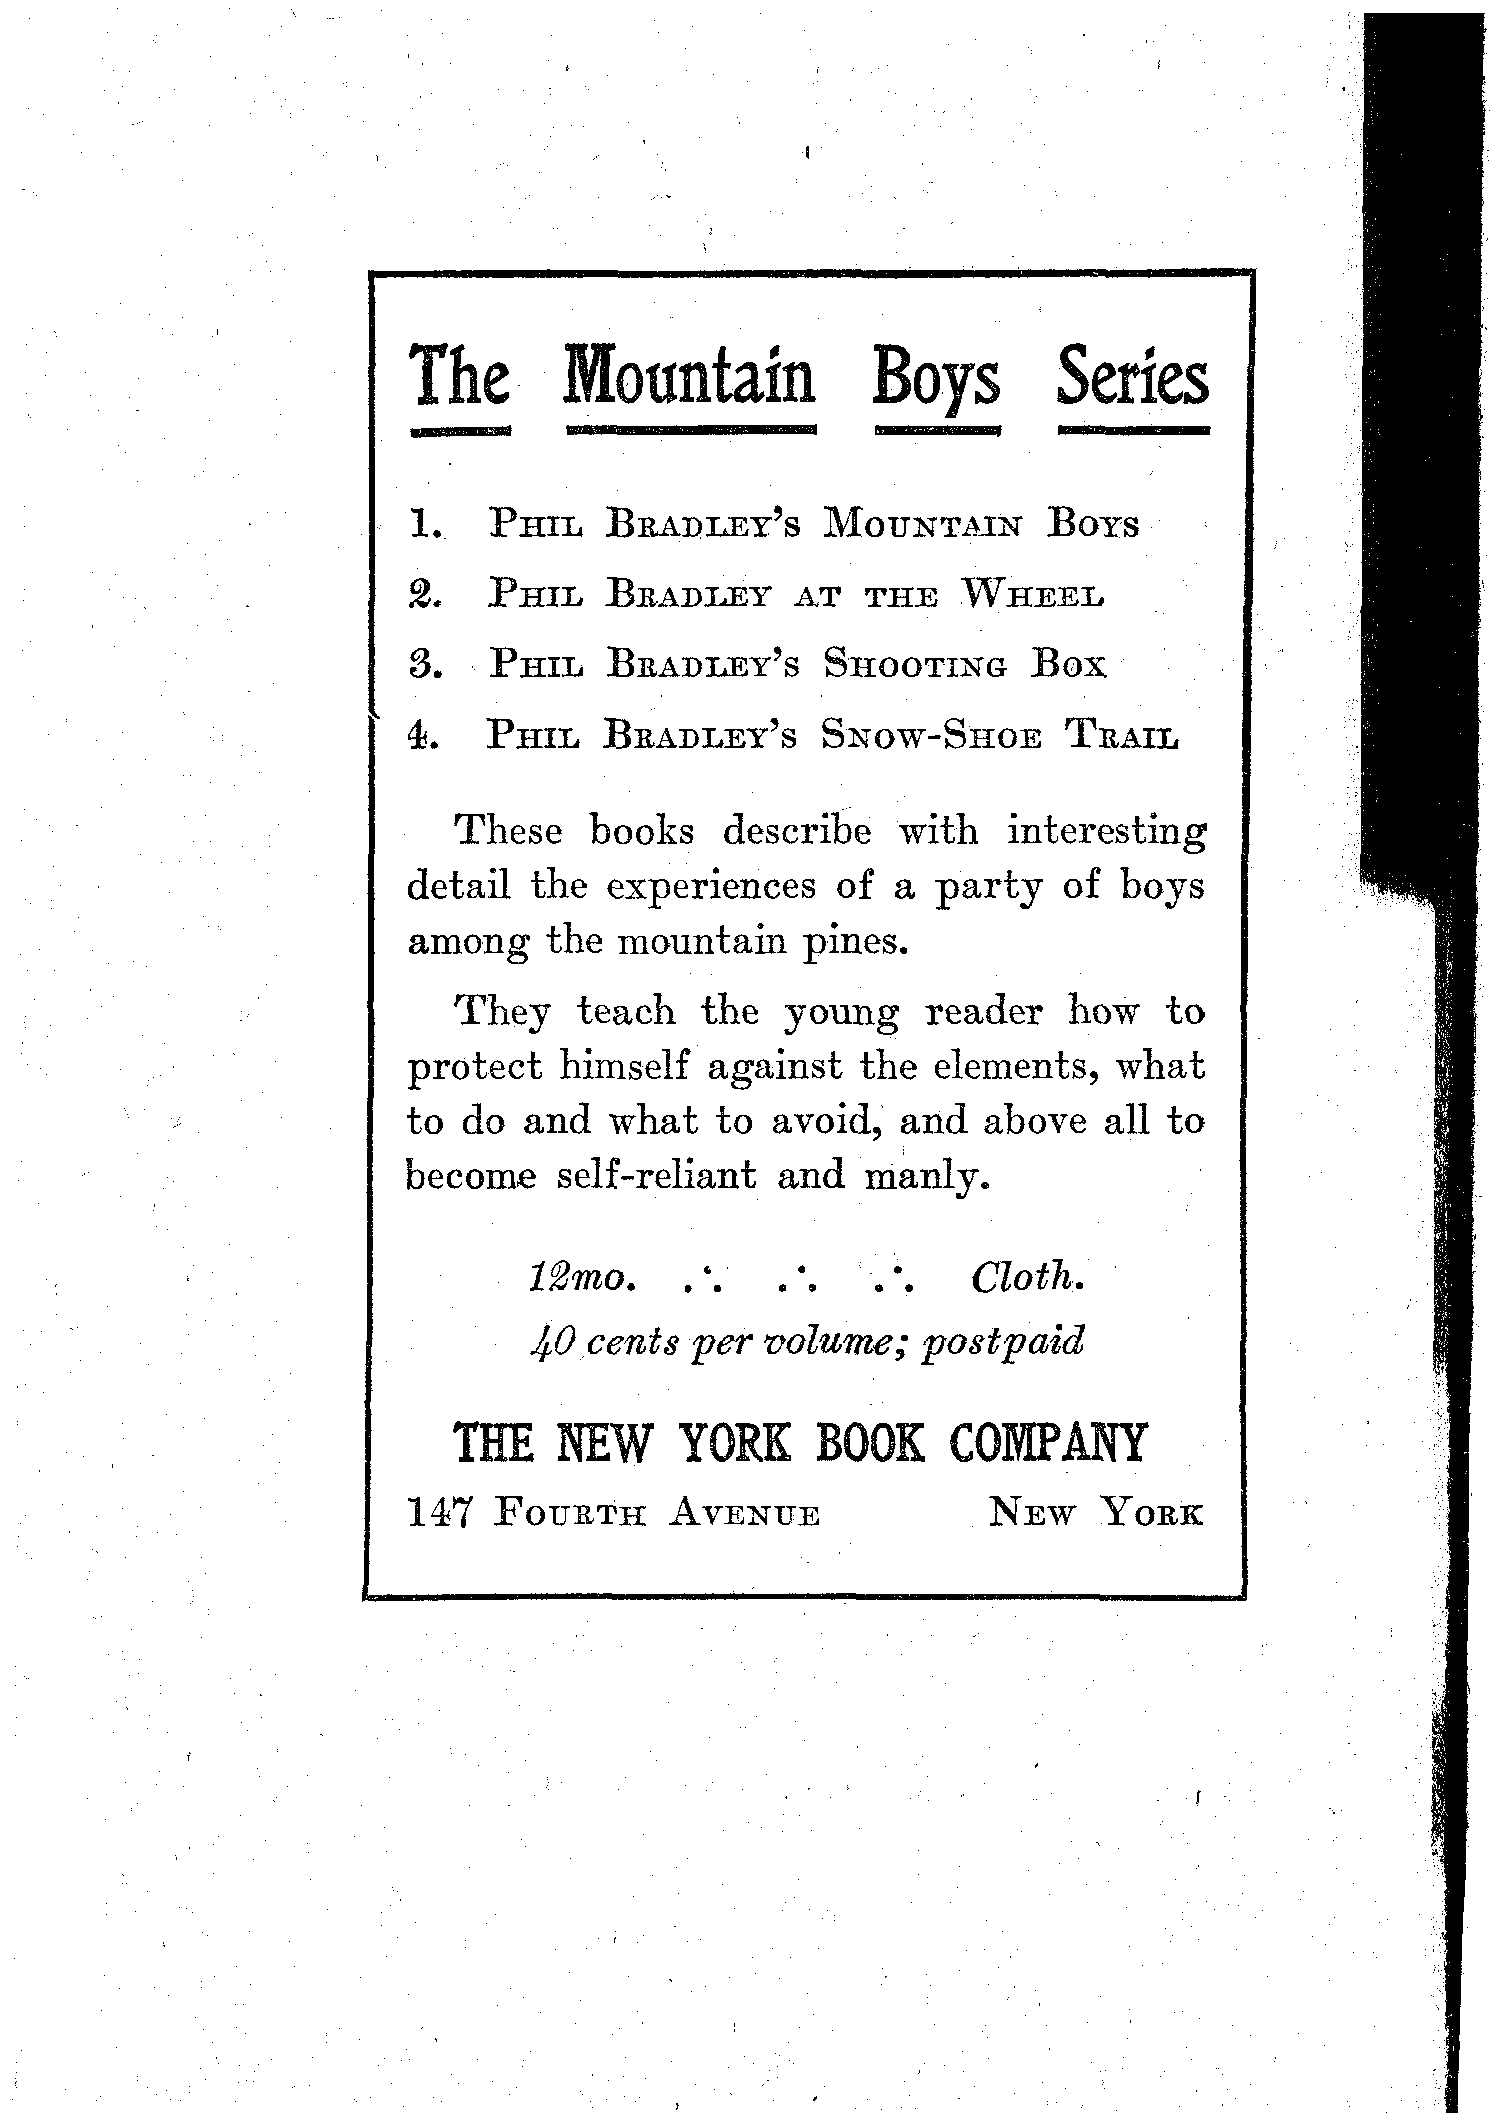 The Mountain Boys Series
1. Phil Bradley's Mountain Boys
2. Phil Bradley at the Wheel
3. Phil Bradley's Shooting Box
4. Phil Bradley's Snow-Shoe Trail
These books describe with interesting
detail the experiences of a party of boys
among the mountain pines.
They teach the young reader how to
protect himself against the elements, what
to do and what to avoid, and above all to
become self-reliant and manly.
12mo. ∴ ∴ ∴ Cloth.
40 cents per volume; postpaid
THE NEW YORK BOOK COMPANY
147 Fourth Avenue New York